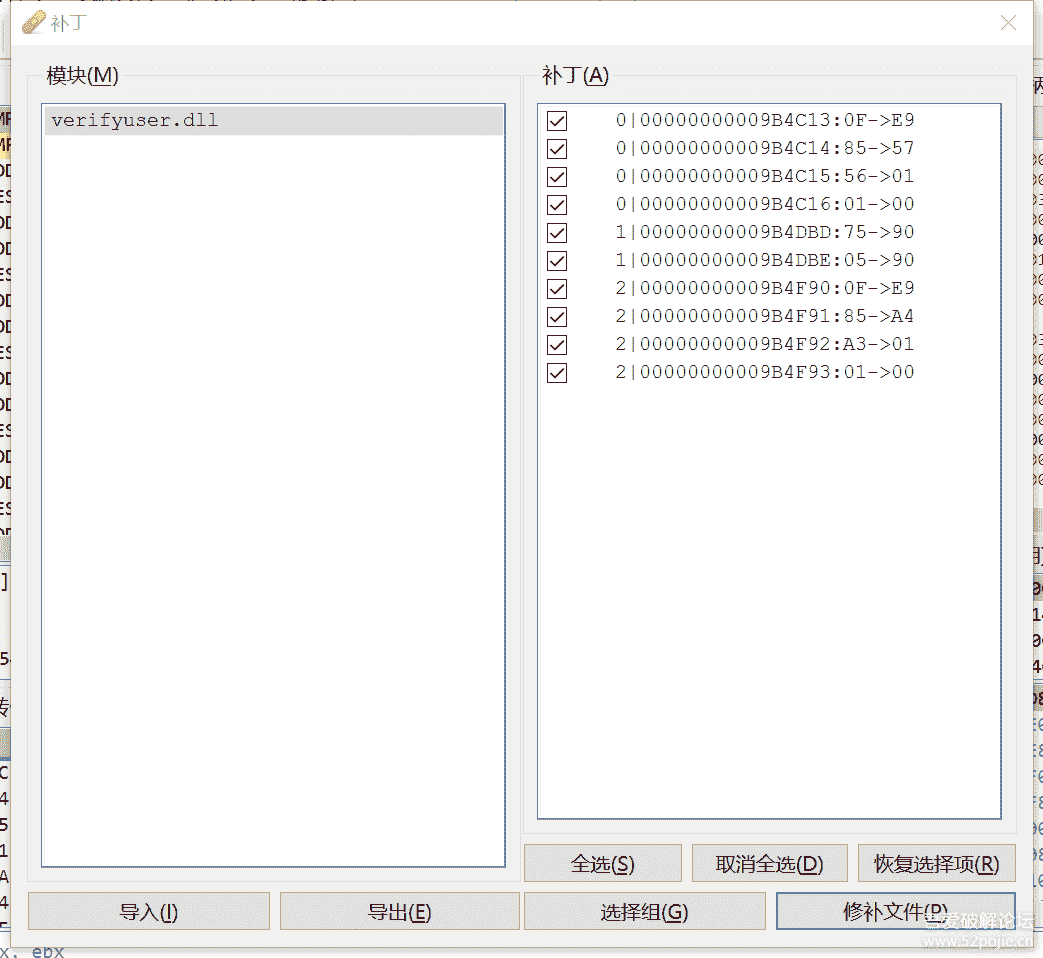 补丁
模块(M)
补丁(A)
verifyuser.dll
0|00000000009B4C13:0F->E9
0|00000000009B4C14:85->57
0|00000000009B4C15:56->01
0|00000000009B4C16:01->00
1|00000000009B4DBD:75->90
1|00000000009B4DBE:05->90
2|00000000009B4F90:0F->E9
2|00000000009B4F91:85->A4
2|00000000009B4F92:A3->01
2|00000000009B4F93:01->00
全选(S)
取消全选(D)
恢复选择项(R)
导入(I)
导出(E)
选择组(G)
修补文件(P)
吾爱破解论坛
www.52pojie.cn
x, ebx